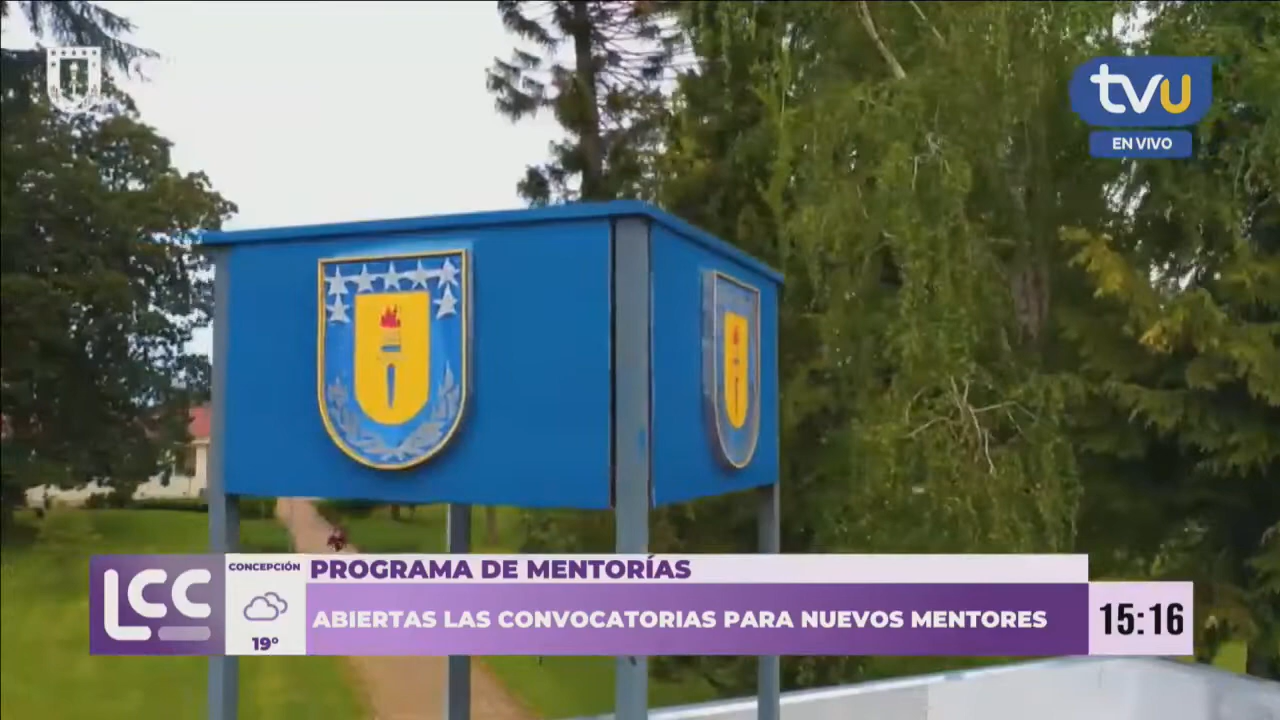 tvu
EN VIVO
CONCEPCIÓN
PROGRAMA DE MENTORÍAS
LCC
ABIERTAS LAS CONVOCATORIAS PARA NUEVOS MENTORES
15:16
19°